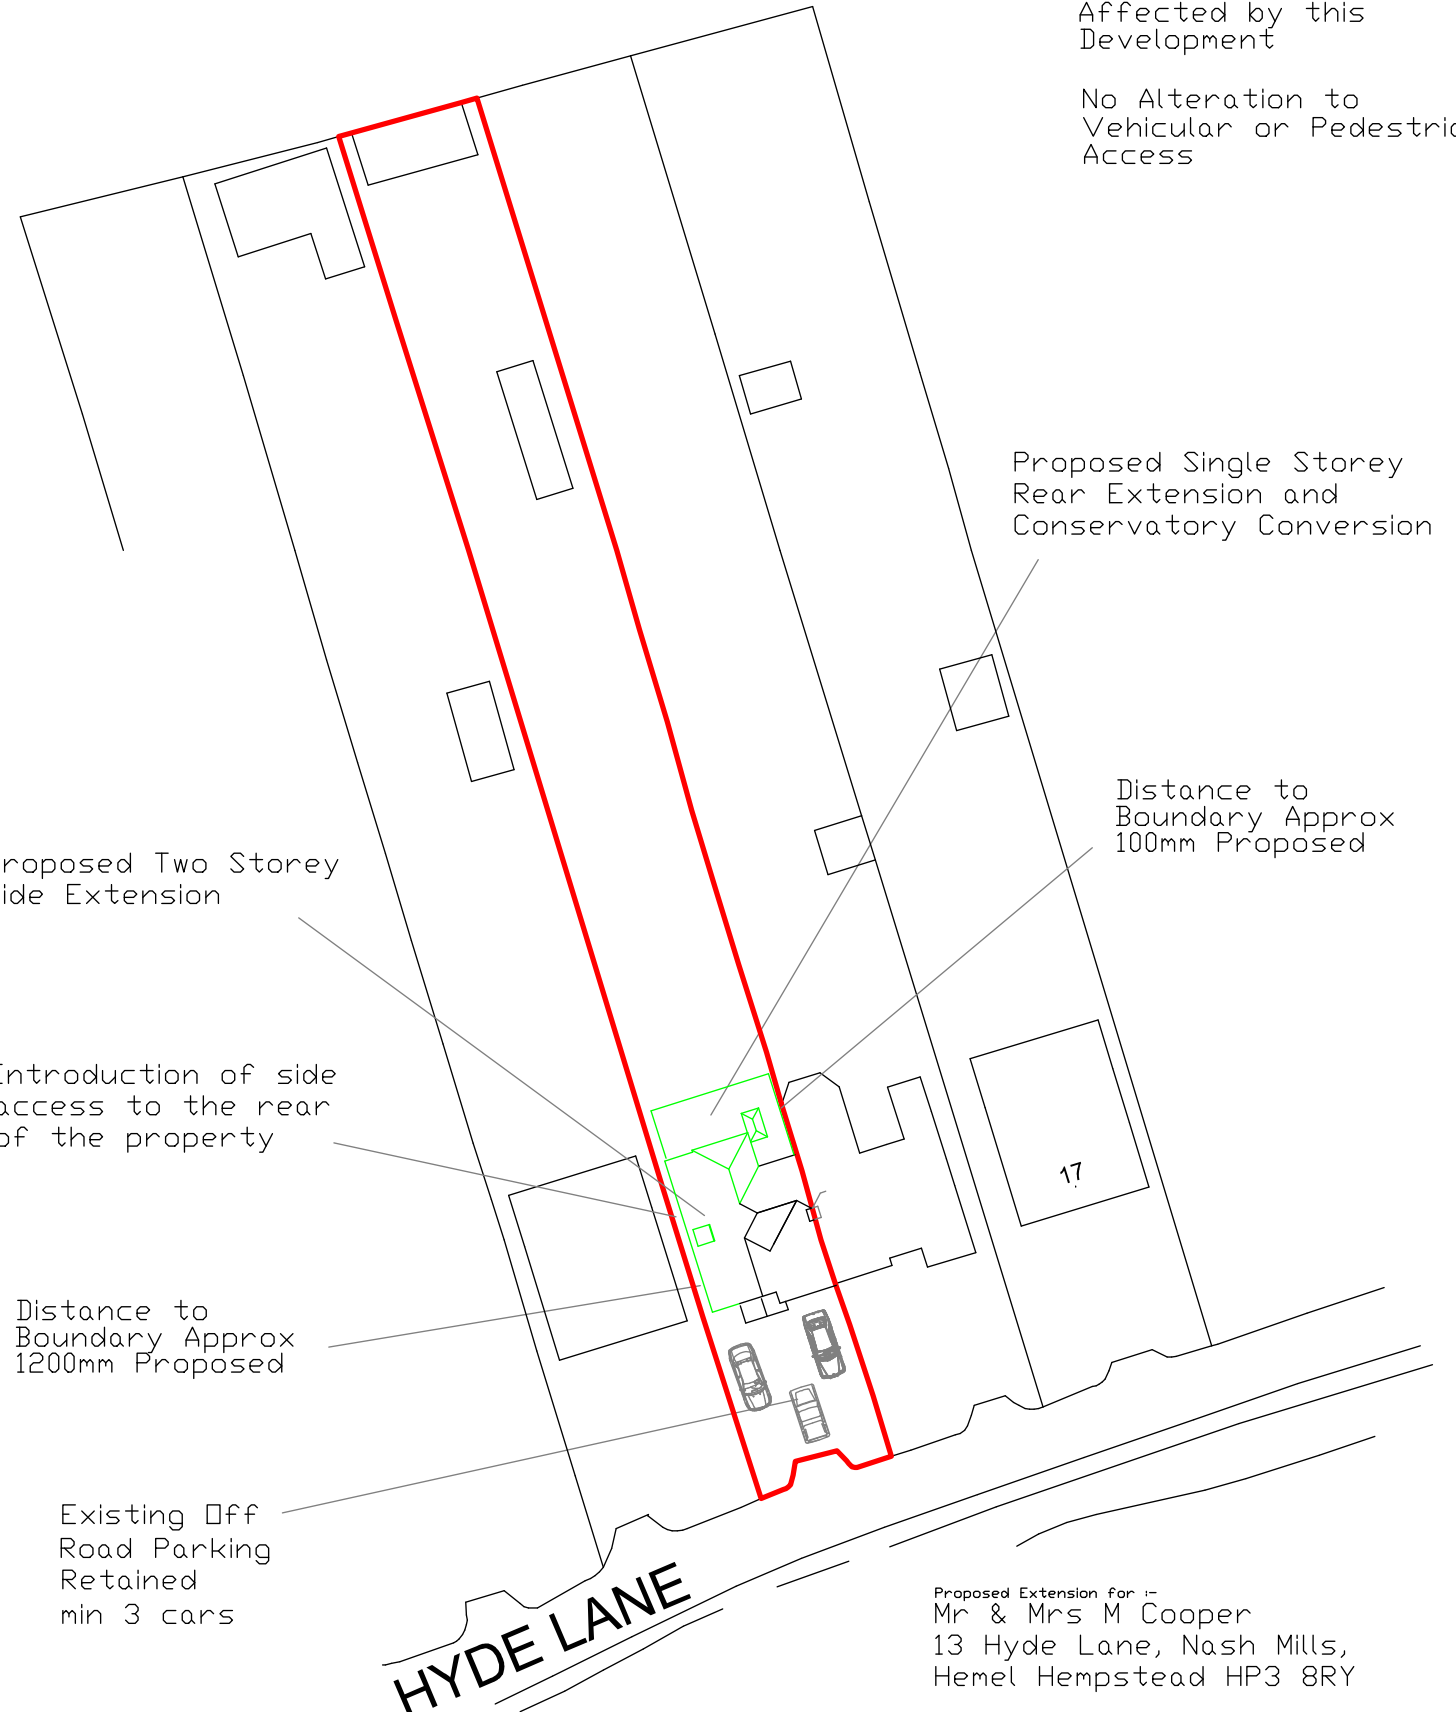 Affected by this
Development
No Alteration to
Vehicular or
Access
Proposed Single Storey
Rear Extension and
Conservatory Conversion
Distance to
Boundary Approx
100mm Proposed
roposed Two Storey
ide Extension
Introduction of side
access to the rear
of the property
17
Distance to
Boundary Approx
1200mm Proposed
Existing Off
Road Parking
Retained
min 3 cars
HYDE LANE
Proposed Extension for :-
Mr & Mrs M Cooper
13 Hyde Lane, Nash Mills,
Hemel Hempstead HP3 8RY